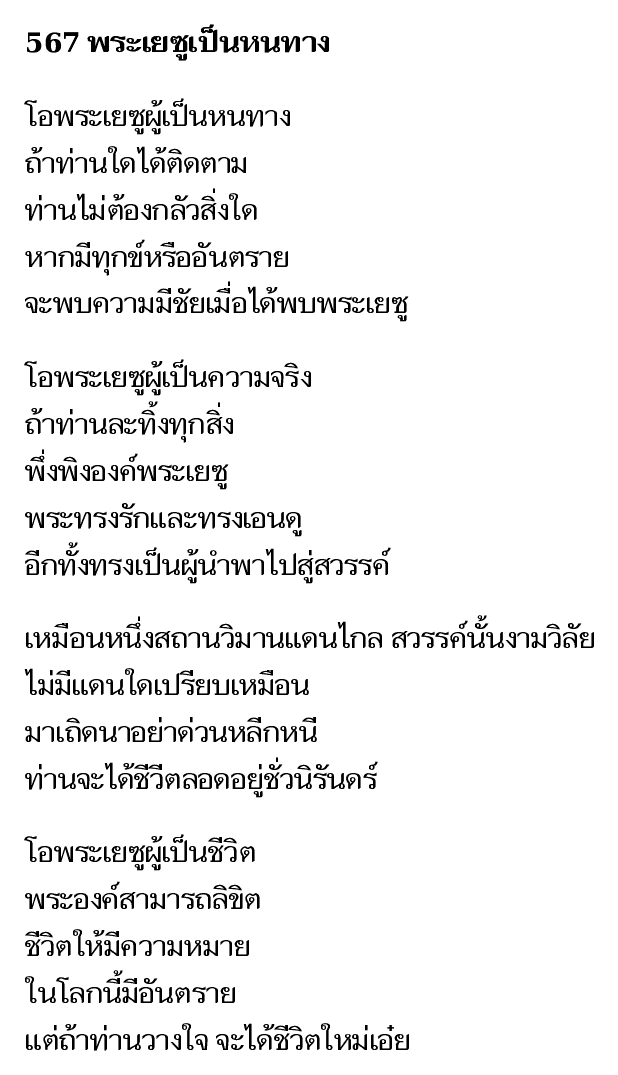 567 พระเยซูเป็นหนทาง
โอพระเยซูผู้เป็นหนทาง
ถ้าท่านใดได้ติดตาม
ท่านไม่ต้องกลัวสิ่งใด
หากมีทุกข์หรืออันตราย
จะพบความมีชัยเมื่อได้พบพระเยซู
โอพระเยซูผู้เป็นความจริง
ถ้าท่านละทิ้งทุกสิ่ง
พึ่งพิงองค์พระเยซู
พระทรงรักและทรงเอนดู
อีกทั้งทรงเป็นผู้นำพาไปสู่สวรรค์
เหมือนหนึ่งสถานวิมานแดนไกล สวรรค์นั้นงามวิลัย
ไม่มีแดนใดเปรียบเหมือน
มาเถิดนาอย่าด่วนหลีกหนี
ท่านจะได้ชีวีตลอดอยู่ชั่วนิรันดร์
โอพระเยซูผู้เป็นชีวิต
พระองค์สามารถลิขิต
ชีวิตให้มีความหมาย
ในโลกนี้มีอันตราย
แต่ถ้าท่านวางใจ จะได้ชีวิตใหม่เอ๋ย